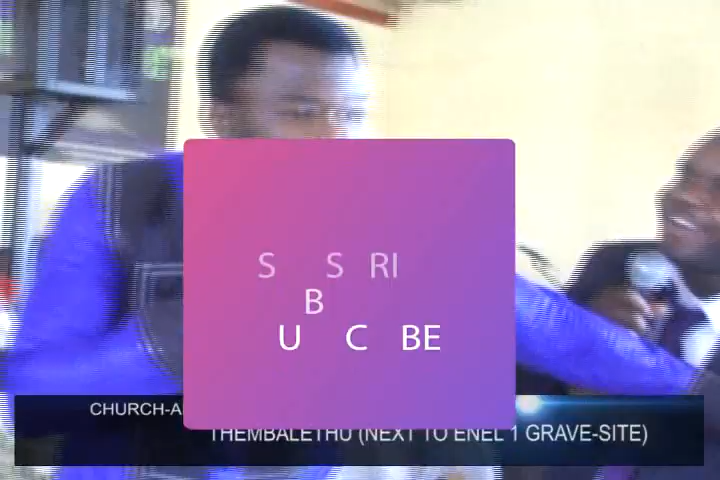 S S RI
B
U C BE
CHURCH-A
THEMBALETHU (NEXT TO ENEL 1 GRAVE-SITE)